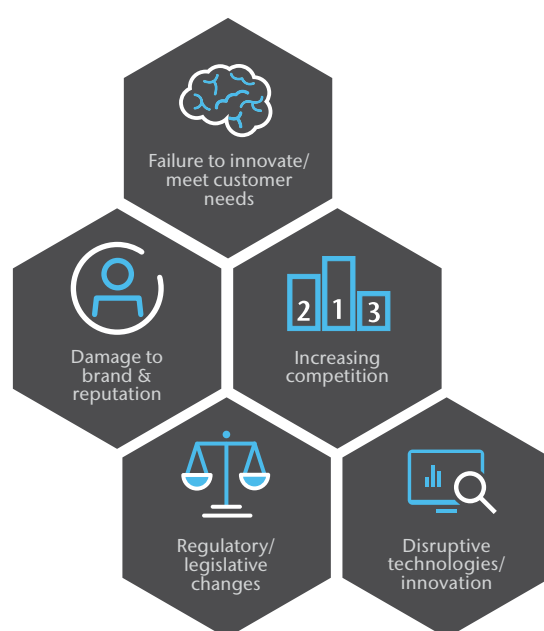 Failure to innovate/
meet customer
needs
Damage to
brand &
reputation
2 1 3
Increasing
competition
Regulatory/
legislative
changes
Disruptive
technologies/
innovation